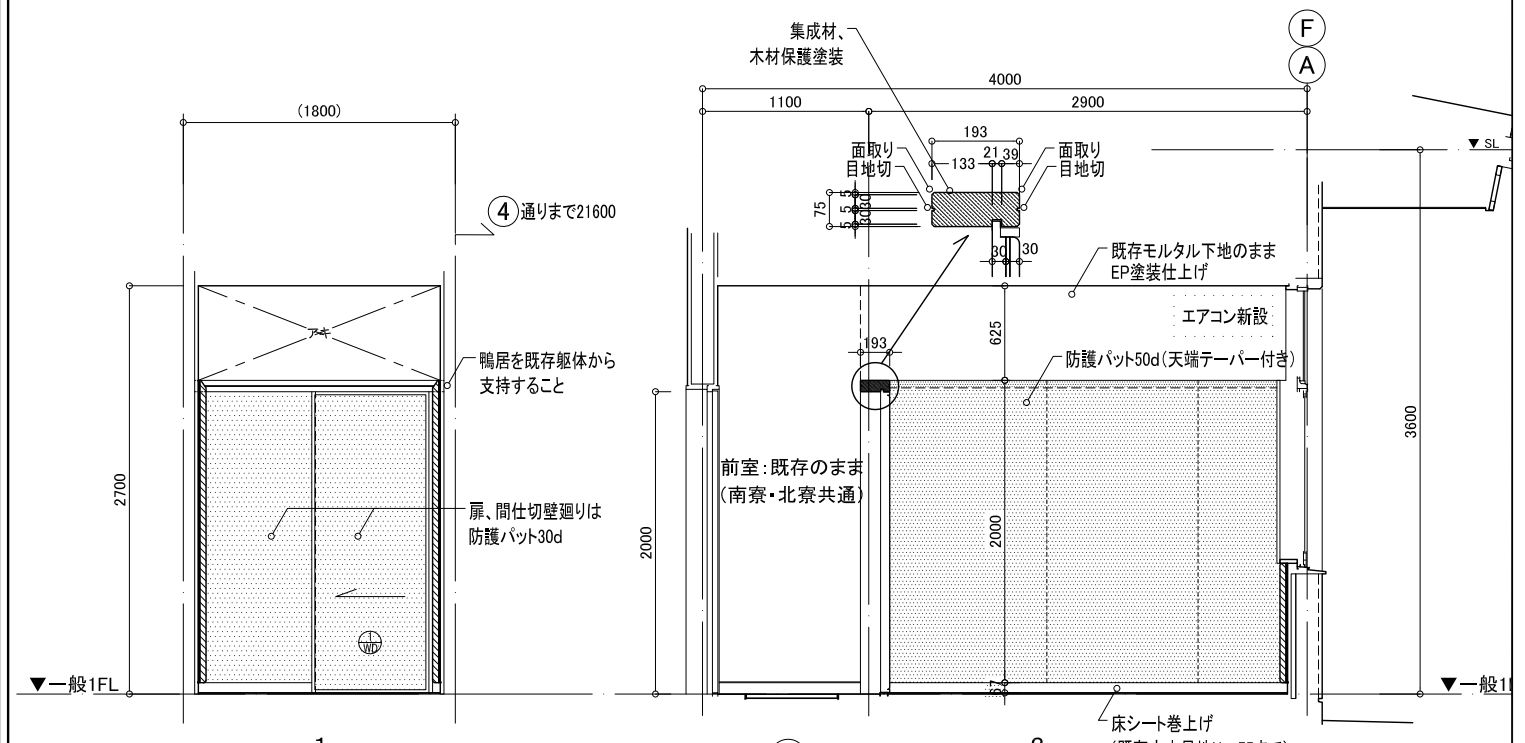 集成材、
木材保護塗装
F
A
4000
1100
2900
(1800)
193
面取り
目地切
133
21
39
面取り
目地切
▼ SL
75
5
30
5
30
5
④通りまで21600
30
30
既存モルタル下地のまま
EP塗装仕上げ
エアコン新設
625
193
アキ
鴨居を既存躯体から
支持すること
防護パット50d(天端テーパー付き)
3600
2700
前室:既存のまま
(南寮・北寮共通)
扉、間仕切壁廻りは
防護パット30d
2000
2000
1
WD
▼一般1FL
67
▼一般1
床シート巻上げ
1
2